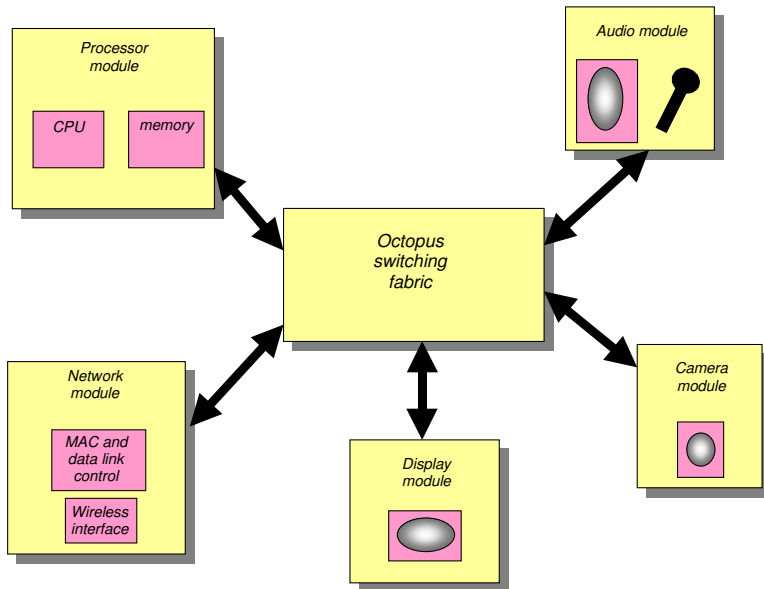 Processor
module
CPU
memory
Audio module
Octopus
switching
fabric
Network
module
MAC and
data link
control
Wireless
interface
Display
module
Camera
module